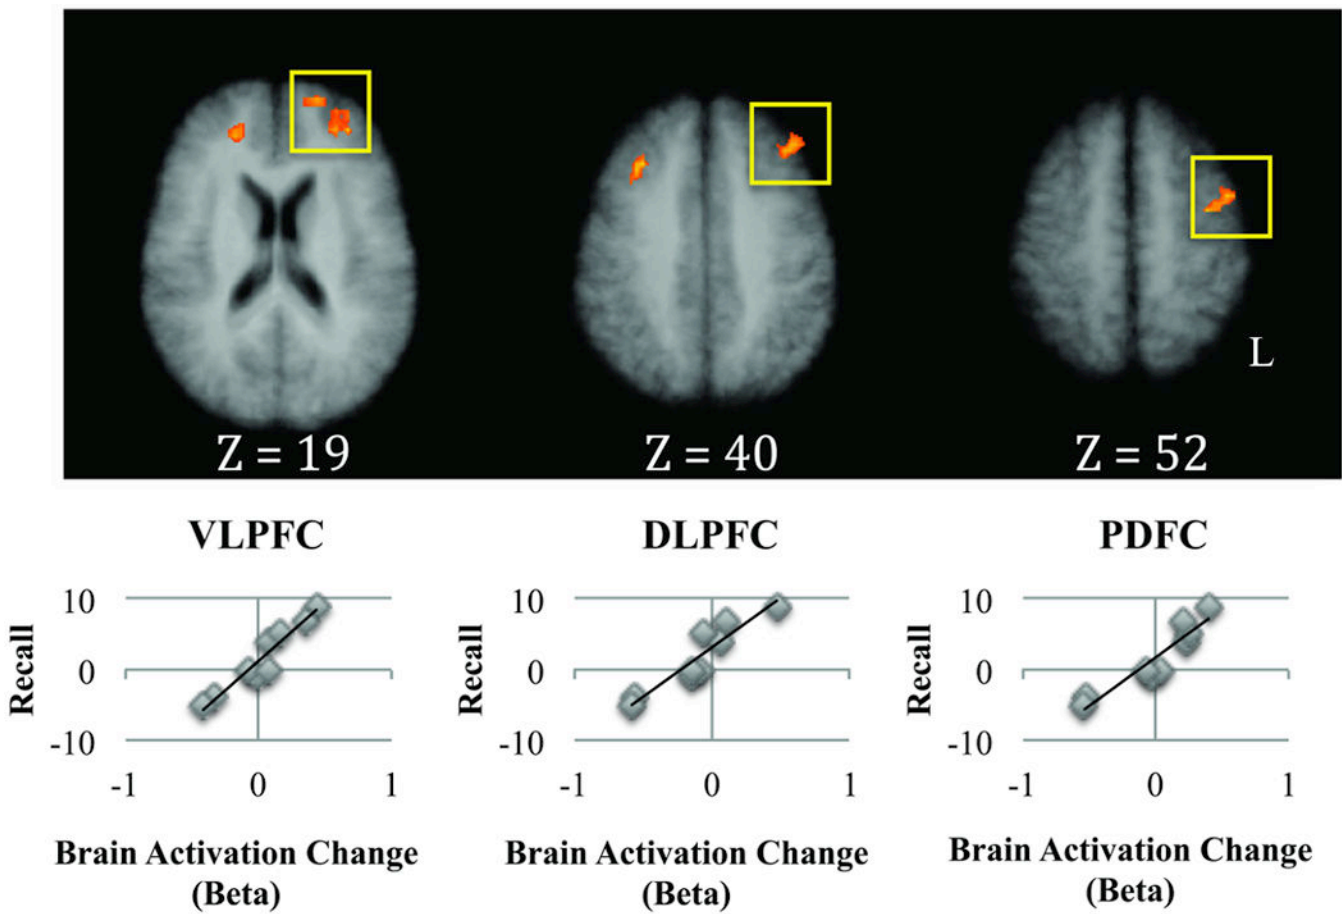 L
Z = 19
Z = 40
Z = 52
VLPFC
DLPFC
PDFC
Recall
10
0
-10
-1
0
1
Brain Activation Change
(Beta)
Recall
10
0
-10
-1
0
1
Brain Activation Change
(Beta)
Recall
10
0
-10
-1
0
1
Brain Activation Change
(Beta)